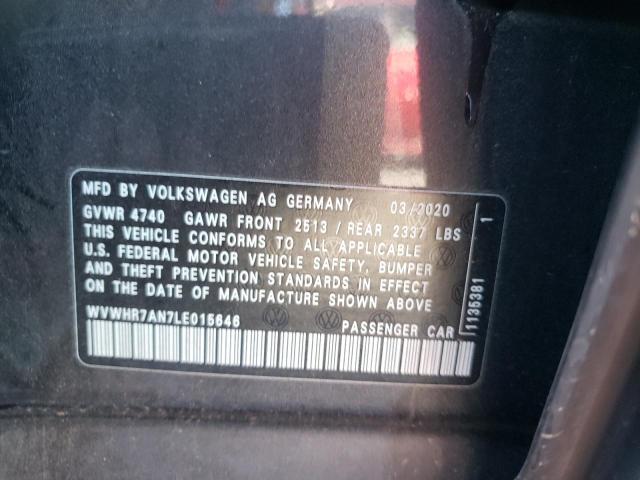 MFD BY VOLKSWAGEN AG GERMANY 03/2020
GVWR 4740 GAWR FRONT 2513 / REAR 2337 LBS
THIS VEHICLE CONFORMS TO ALL APPLICABLE
U.S. FEDERAL MOTOR VEHICLE SAFETY, BUMPER
AND THEFT PREVENTION STANDARDS IN EFFECT
ON THE DATE OF MANUFACTURE SHOWN ABOVE
WVWHR7AN7LE015646 PASSENGER CAR
1135381 1